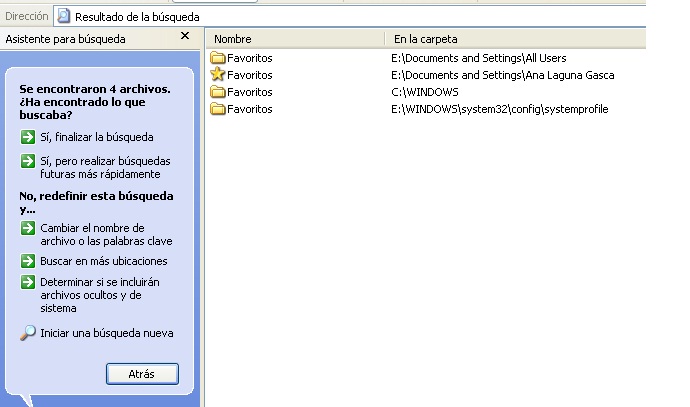 Dirección Resultado de la búsqueda
Asistente para búsqueda
Se encontraron 4 archivos.
¿Ha encontrado lo que
buscaba?
Sí, finalizar la búsqueda
Sí, pero realizar búsquedas
futuras más rápidamente
No, redefinir esta búsqueda
y...
Cambiar el nombre de
archivo o las palabras clave
Buscar en más ubicaciones
Determinar si se incluirán
archivos ocultos y de
sistema
Iniciar una búsqueda nueva
Atrás
Nombre En la carpeta
Favoritos E:\Documents and Settings\All Users
Favoritos E:\Documents and Settings\Ana Laguna Gasca
Favoritos C:\WINDOWS
Favoritos E:\WINDOWS\system32\config\systemprofile